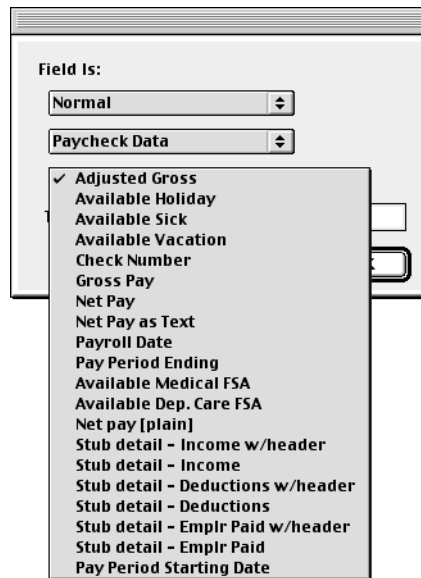 Field Is:
Normal
Paycheck Data
✓ Adjusted Gross
Available Holiday
Available Sick
Available Vacation
Check Number
Gross Pay
Net Pay
Net Pay as Text
Payroll Date
Pay Period Ending
Available Medical FSA
Available Dep. Care FSA
Net pay [plain]
Stub detail - Income w/header
Stub detail - Income
Stub detail - Deductions w/header
Stub detail - Deductions
Stub detail - Emplr Paid w/header
Stub detail - Emplr Paid
Pay Period Starting Date